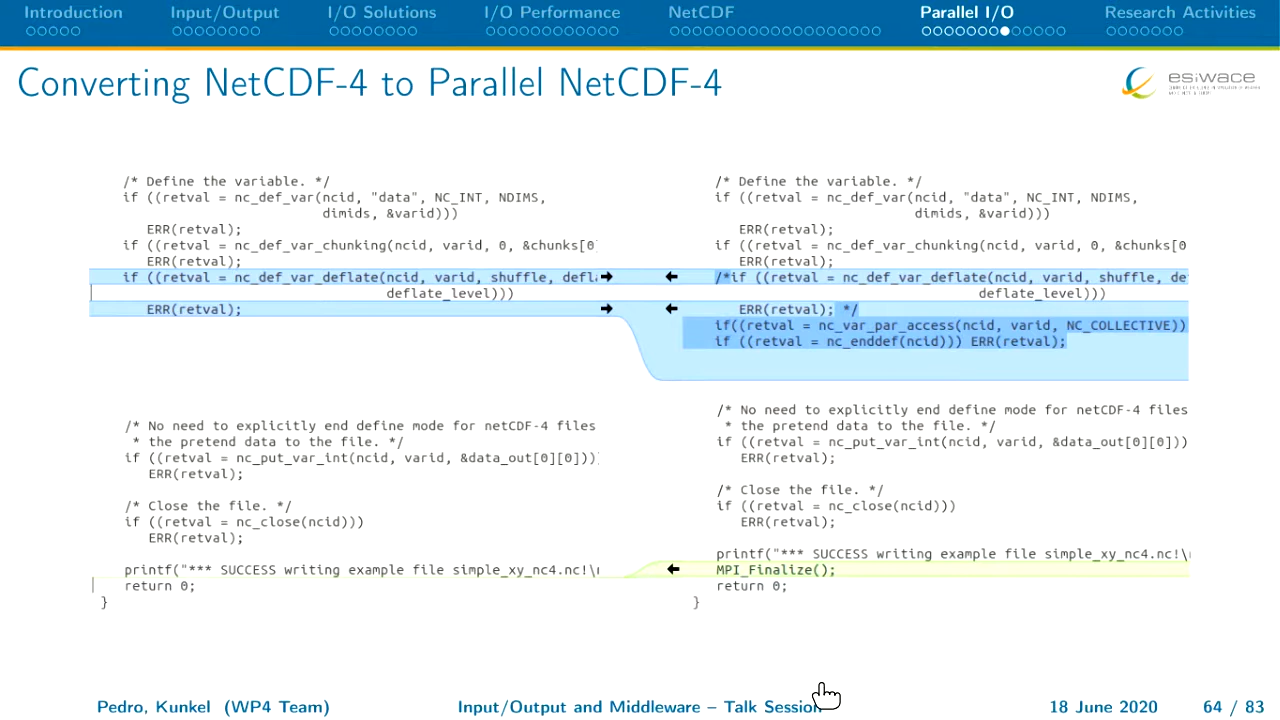 Introduction Input/Output I/O Solutions I/O Performance NetCDF Parallel I/O Research Activities
Converting NetCDF-4 to Parallel NetCDF-4
esiwace
/* Define the variable. */
if ((retval = nc_def_var(ncid, "data", NC_INT, NDIMS,
dimids, &varid)))
ERR(retval);
if ((retval = nc_def_var_chunking(ncid, varid, 0, &chunks[0]
ERR(retval);
if ((retval = nc_def_var_deflate(ncid, varid, shuffle, defl
deflate_level)))
ERR(retval);
/* No need to explicitly end define mode for netCDF-4 files
* the pretend data to the file. */
if ((retval = nc_put_var_int(ncid, varid, &data_out[0][0])))
ERR(retval);
/* Close the file. */
if ((retval = nc_close(ncid)))
ERR(retval);
printf("*** SUCCESS writing example file simple_xy_nc4.nc!\
return 0;
}
/* Define the variable. */
if ((retval = nc_def_var(ncid, "data", NC_INT, NDIMS,
dimids, &varid)))
ERR(retval);
if ((retval = nc_def_var_chunking(ncid, varid, 0, &chunks[0
ERR(retval);
/*if ((retval = nc_def_var_deflate(ncid, varid, shuffle, de
deflate_level)))
ERR(retval); */
if((retval = nc_var_par_access(ncid, varid, NC_COLLECTIVE))
if ((retval = nc_enddef(ncid))) ERR(retval);
/* No need to explicitly end define mode for netCDF-4 files
* the pretend data to the file. */
if ((retval = nc_put_var_int(ncid, varid, &data_out[0][0]))
ERR(retval);
/* Close the file. */
if ((retval = nc_close(ncid)))
ERR(retval);
printf("*** SUCCESS writing example file simple_xy_nc4.nc!\
MPI_Finalize();
return 0;
}
Pedro, Kunkel (WP4 Team) Input/Output and Middleware – Talk Session 18 June 2020 64 / 83